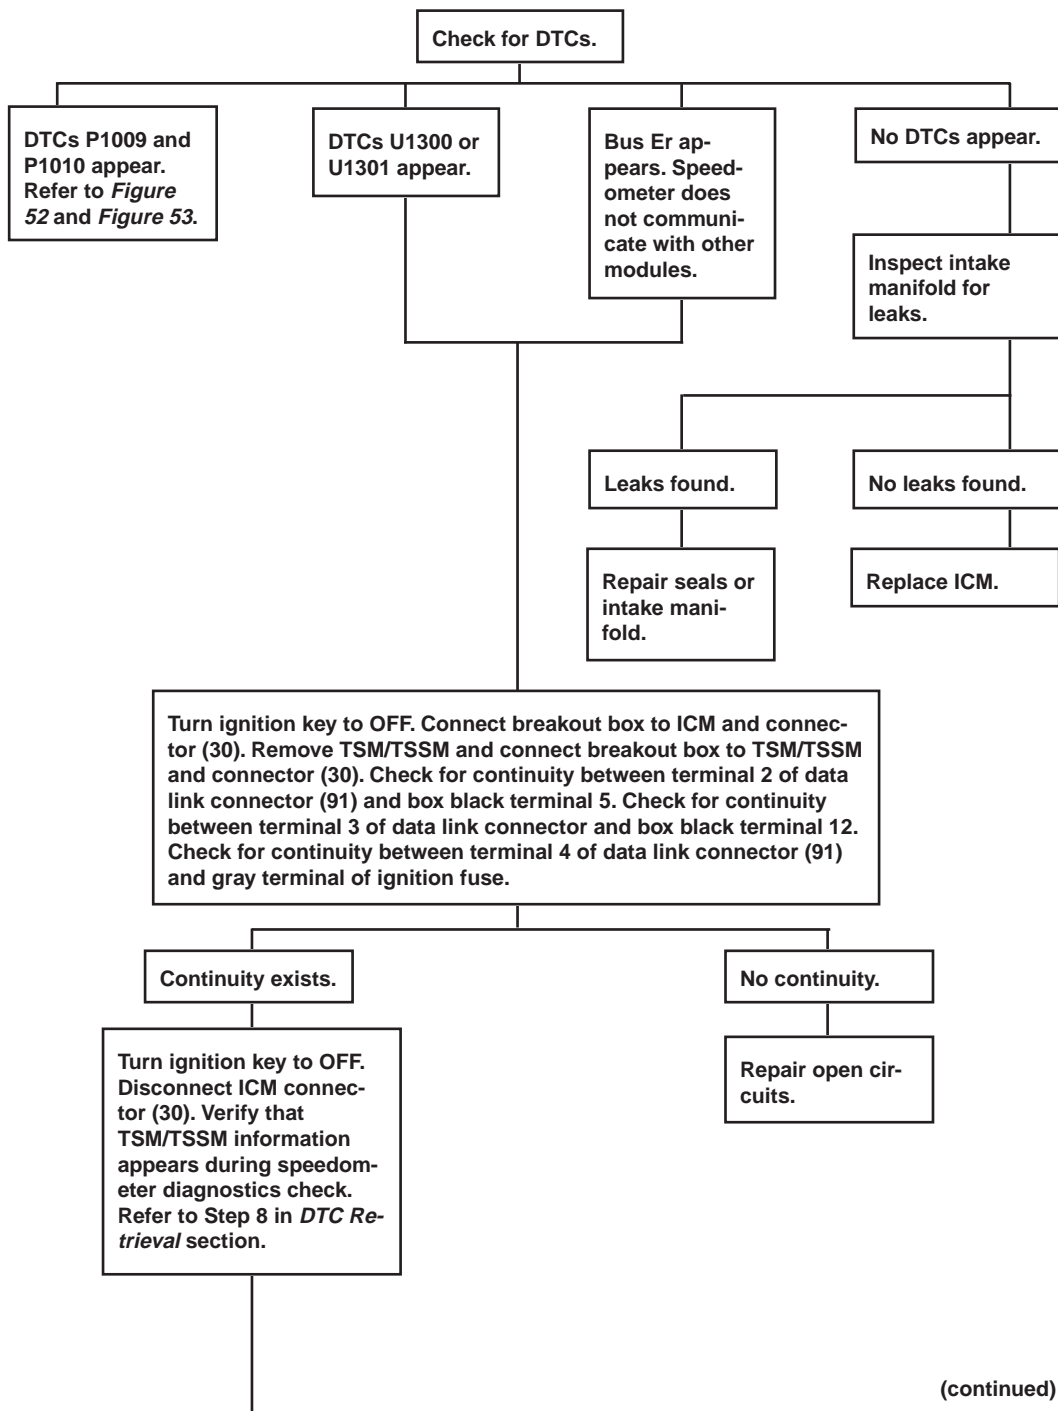 Check for DTCs.
DTCs P1009 and
P1010 appear.
Refer to Figure
52 and Figure 53.
DTCs U1300 or
U1301 appear.
Bus Er ap-
pears. Speed-
ometer does
not communi-
cate with other
modules.
No DTCs appear.
Inspect intake
manifold for
leaks.
Leaks found.
No leaks found.
Repair seals or
intake mani-
fold.
Replace ICM.
Turn ignition key to OFF. Connect breakout box to ICM and connec-
tor (30). Remove TSM/TSSM and connect breakout box to TSM/TSSM
and connector (30). Check for continuity between terminal 2 of data
link connector (91) and box black terminal 5. Check for continuity
between terminal 3 of data link connector and box black terminal 12.
Check for continuity between terminal 4 of data link connector (91)
and gray terminal of ignition fuse.
Continuity exists.
No continuity.
Turn ignition key to OFF.
Disconnect ICM connec-
tor (30). Verify that
TSM/TSSM information
appears during speedom-
eter diagnostics check.
Refer to Step 8 in DTC Re-
trieval section.
Repair open cir-
cuits.
(continued)